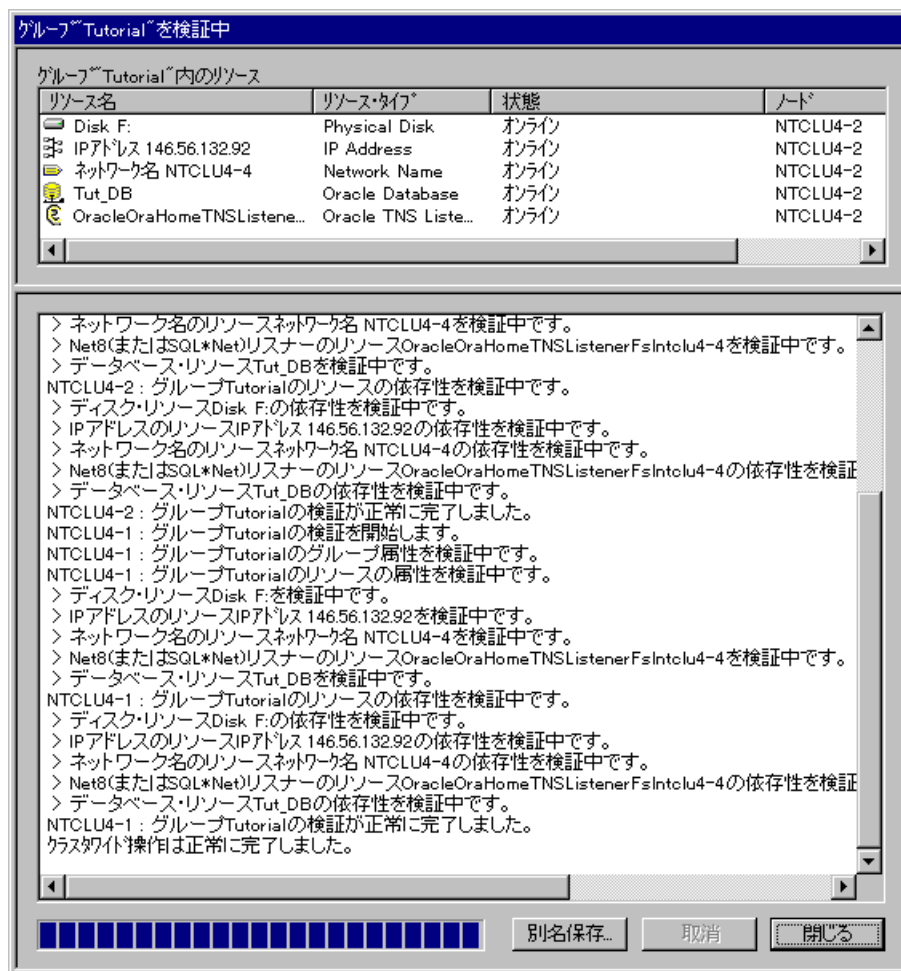 ｸﾞﾙｰﾌﾟ"Tutorial"を検証中
ｸﾞﾙｰﾌﾟ"Tutorial"内のﾘｿｰｽ
ﾘｿｰｽ名 ﾘｿｰｽ･ﾀｲﾌﾟ 状態 ﾉｰﾄﾞ
Disk F: Physical Disk ｵﾝﾗｲﾝ NTCLU4-2
IPｱﾄﾞﾚｽ 146.56.132.92 IP Address ｵﾝﾗｲﾝ NTCLU4-2
ﾈｯﾄﾜｰｸ名 NTCLU4-4 Network Name ｵﾝﾗｲﾝ NTCLU4-2
Tut_DB Oracle Database ｵﾝﾗｲﾝ NTCLU4-2
OracleOraHomeTNSListene... Oracle TNS Liste... ｵﾝﾗｲﾝ NTCLU4-2
> ネットワーク名のリソースﾈｯﾄﾜｰｸ名 NTCLU4-4を検証中です。
> Net8(またはSQL*Net)リスナーのリソースOracleOraHomeTNSListenerFslntclu4-4を検証中です。
> データベース・リソースTut_DBを検証中です。
NTCLU4-2 : グループTutorialのリソースの依存性を検証中です。
> ディスク・リソースDisk F:の依存性を検証中です。
> IPアドレスのリソースIPｱﾄﾞﾚｽ 146.56.132.92の依存性を検証中です。
> ネットワーク名のリソースﾈｯﾄﾜｰｸ名 NTCLU4-4の依存性を検証中です。
> Net8(またはSQL*Net)リスナーのリソースOracleOraHomeTNSListenerFslntclu4-4の依存性を検証
> データベース・リソースTut_DBの依存性を検証中です。
NTCLU4-2 : グループTutorialの検証が正常に完了しました。
NTCLU4-1 : グループTutorialの検証を開始します。
NTCLU4-1 : グループTutorialのグループ属性を検証中です。
NTCLU4-1 : グループTutorialのリソースの属性を検証中です。
> ディスク・リソースDisk F:を検証中です。
> IPアドレスのリソースIPｱﾄﾞﾚｽ 146.56.132.92を検証中です。
> ネットワーク名のリソースﾈｯﾄﾜｰｸ名 NTCLU4-4を検証中です。
> Net8(またはSQL*Net)リスナーのリソースOracleOraHomeTNSListenerFslntclu4-4を検証中です。
> データベース・リソースTut_DBを検証中です。
NTCLU4-1 : グループTutorialのリソースの依存性を検証中です。
> ディスク・リソースDisk F:の依存性を検証中です。
> IPアドレスのリソースIPｱﾄﾞﾚｽ 146.56.132.92の依存性を検証中です。
> ネットワーク名のリソースﾈｯﾄﾜｰｸ名 NTCLU4-4の依存性を検証中です。
> Net8(またはSQL*Net)リスナーのリソースOracleOraHomeTNSListenerFslntclu4-4の依存性を検証
> データベース・リソースTut_DBの依存性を検証中です。
NTCLU4-1 : グループTutorialの検証が正常に完了しました。
ｸﾗｽﾀﾜｲﾄﾞ操作は正常に完了しました。
別名保存... 取消 閉じる